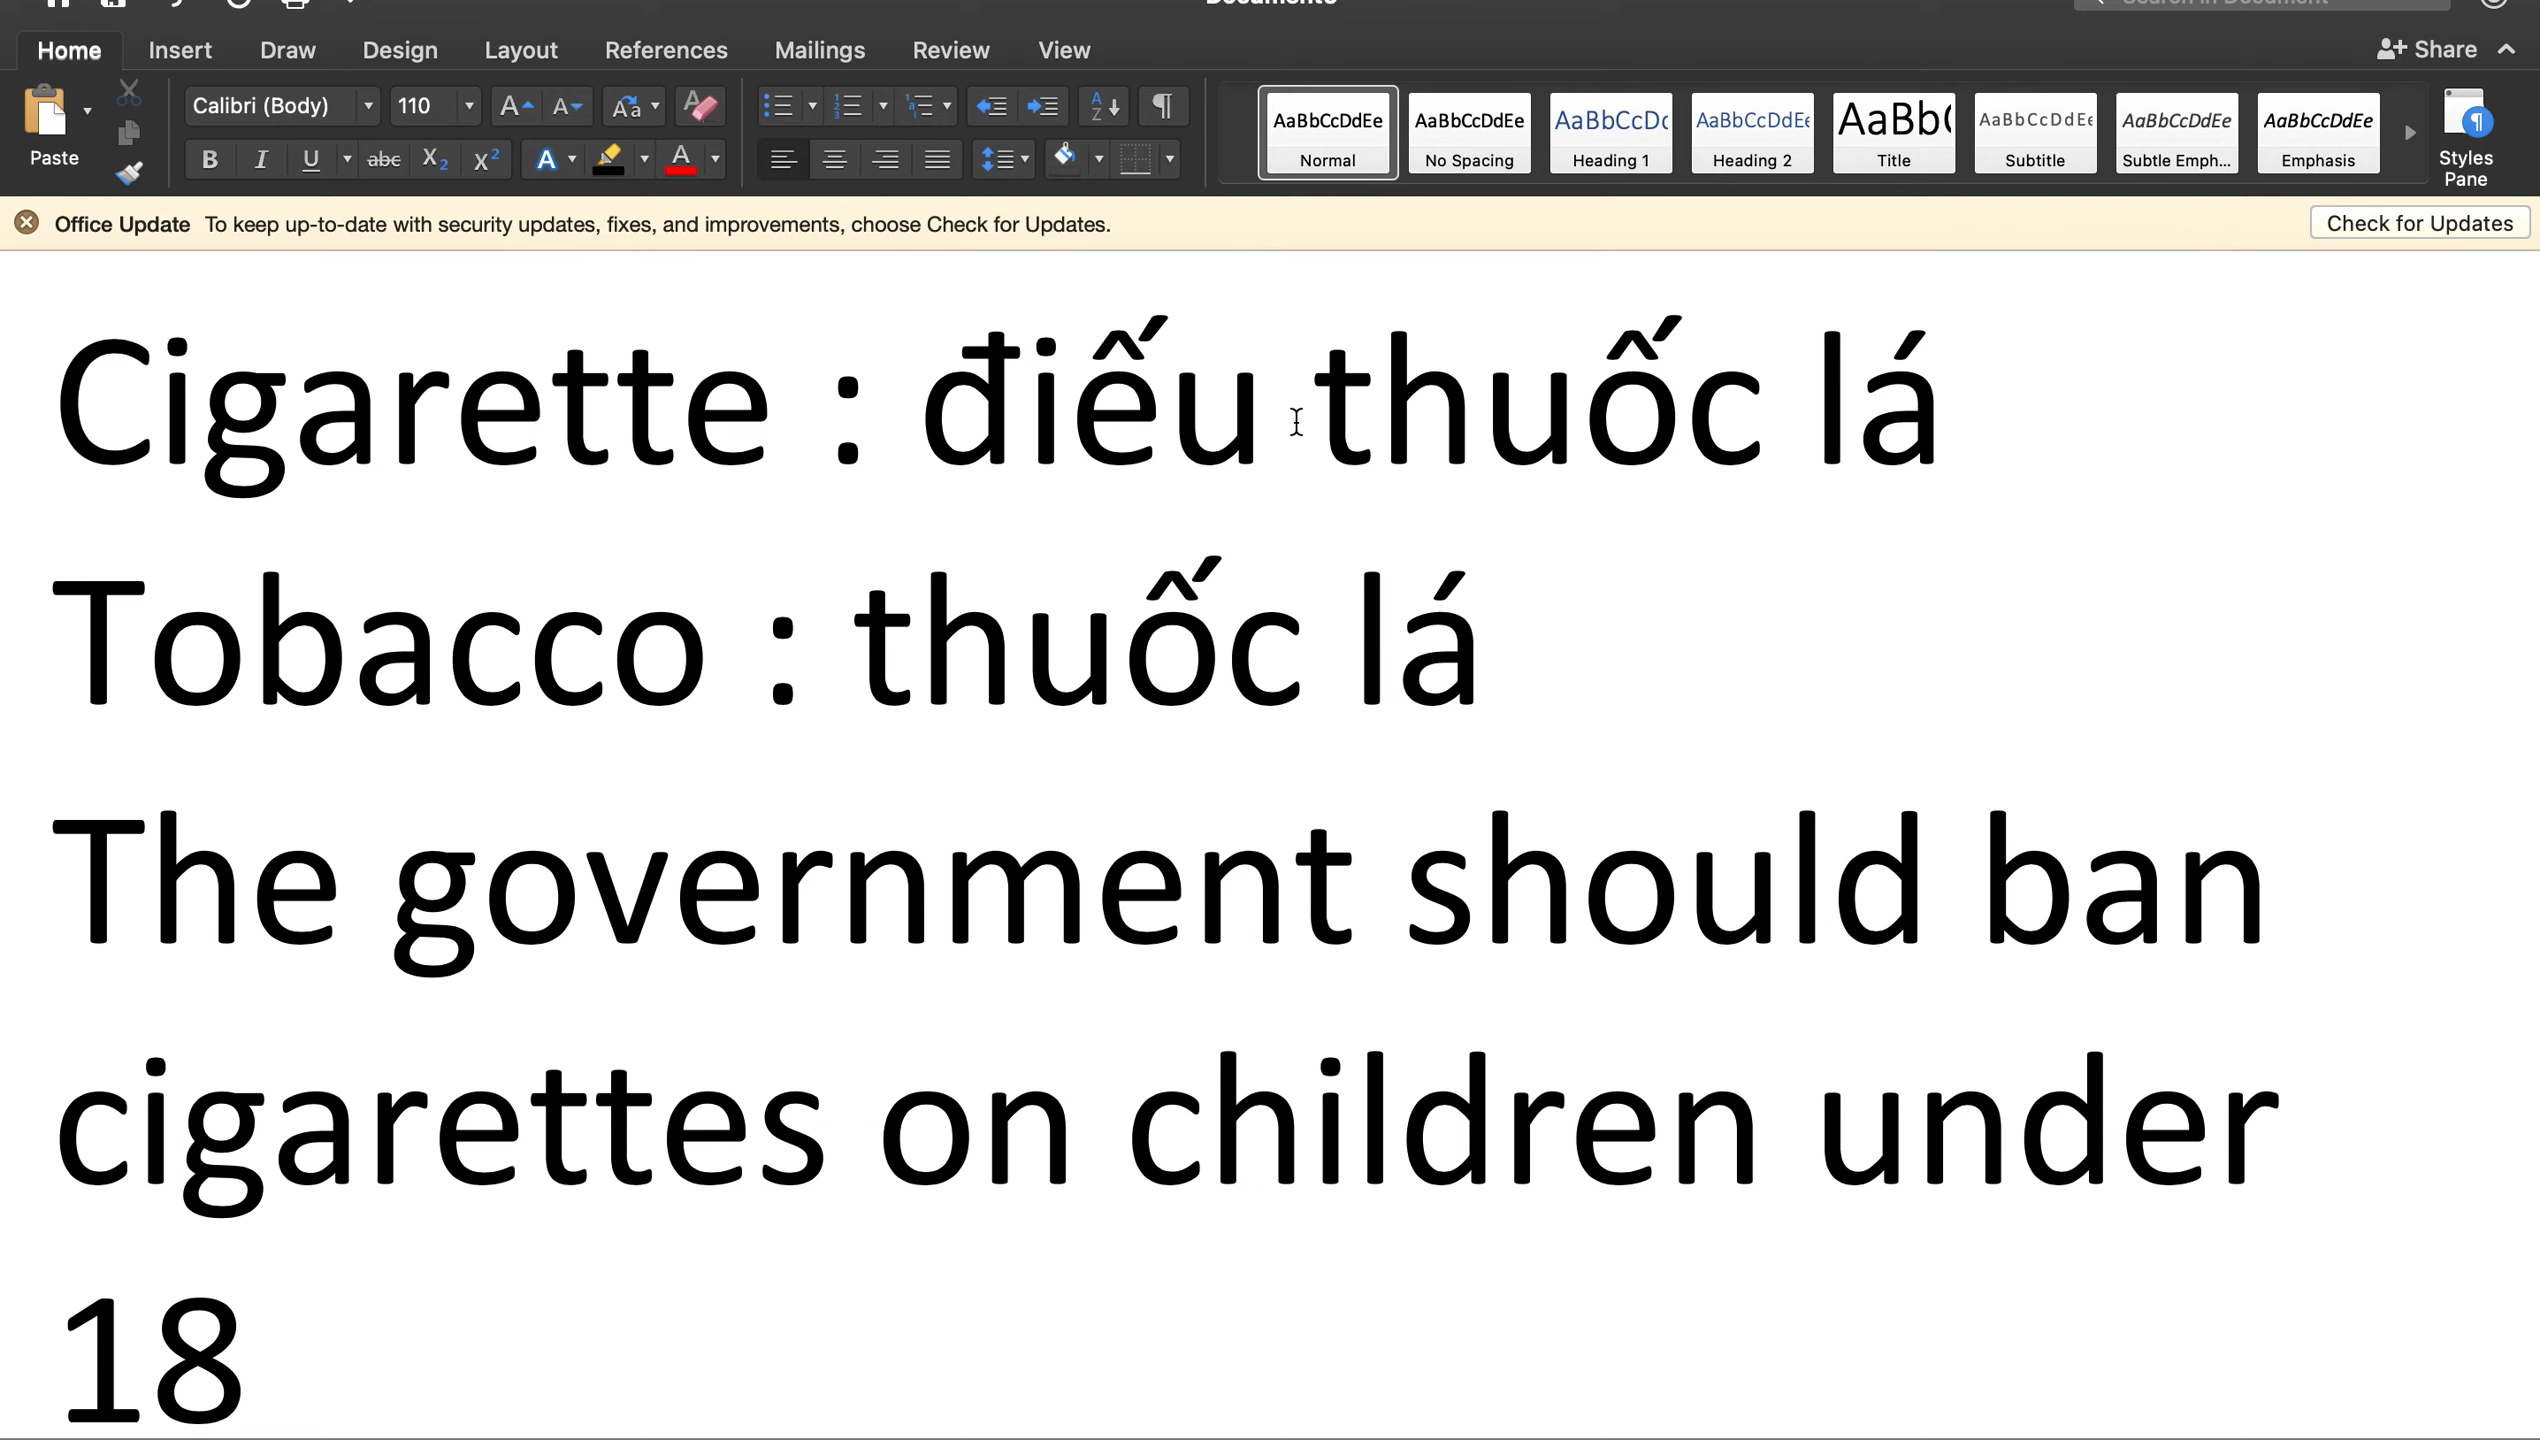 Home Insert Draw Design Layout References Mailings Review View Share
Calibri (Body) 110 AaBbCcDdEe AaBbCcDdEe AaBbCcDc AaBbCcDdEe AaBb( AaBbCcDdEe AaBbCcDdEe AaBbCcDdEe
Paste Normal No Spacing Heading 1 Heading 2 Title Subtitle Subtle Emph... Emphasis Styles Pane
Office Update To keep up-to-date with security updates, fixes, and improvements, choose Check for Updates. Check for Updates
Cigarette : điếu thuốc lá
Tobacco : thuốc lá
The government should ban
cigarettes on children under
18